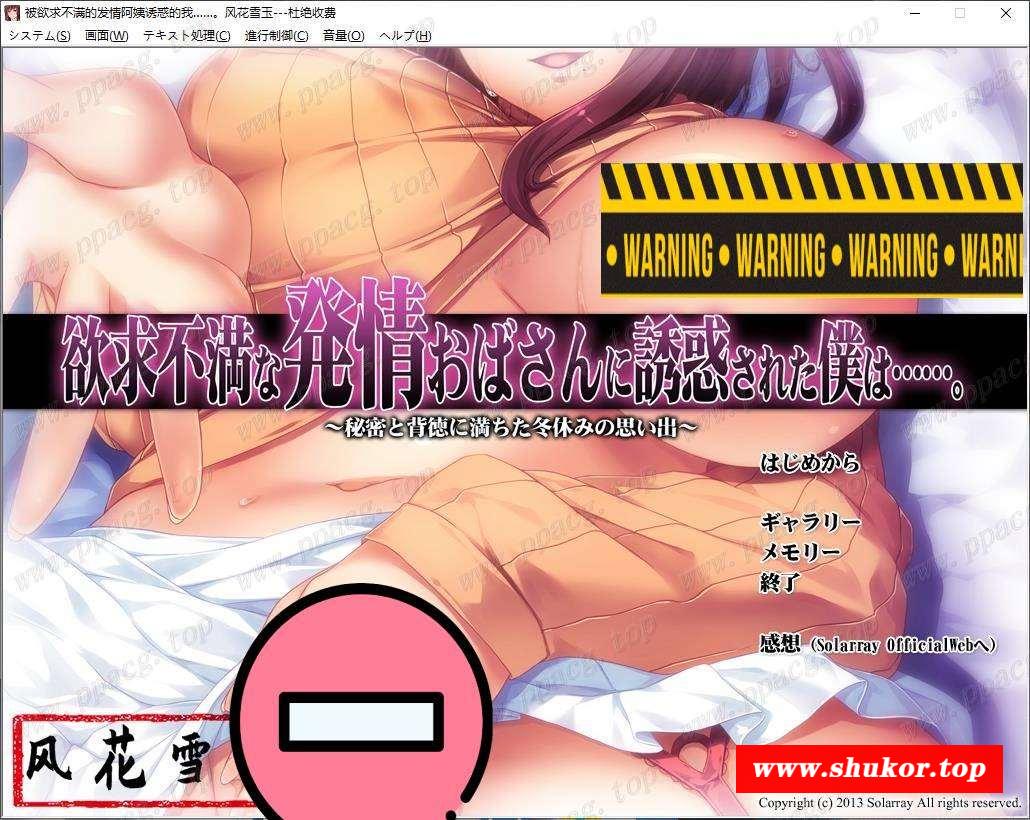 被欲求不满的发情阿姨诱惑的我……。风花雪玉---杜绝收费
システム(S) 画面(W) テキスト処理(C) 進行制御(C) 音量(O) ヘルプ(H)
• WARNING • WARNING • WARNING • WARN
欲求不満な発情おばさんに誘惑された僕は……。
～秘密と背徳に満ちた冬休みの思い出～
はじめから
ギャラリー
メモリー
終了
感想 (Solarray OfficialWebへ)
风花雪
www.shukor.top
Copyright (c) 2013 Solarray All rights reserved.
www.ppacg.top